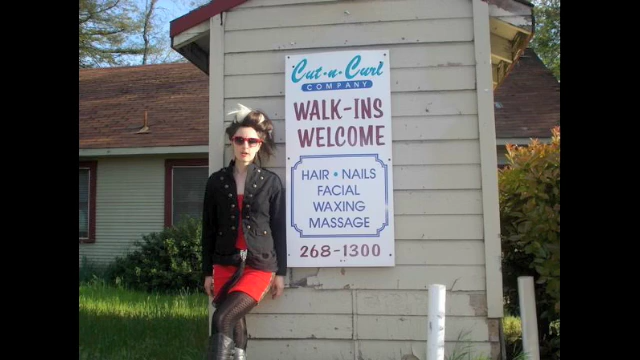 Cut-n-Curl
COMPANY
WALK-INS
WELCOME
HAIR • NAILS
FACIAL
WAXING
MASSAGE
268-1300